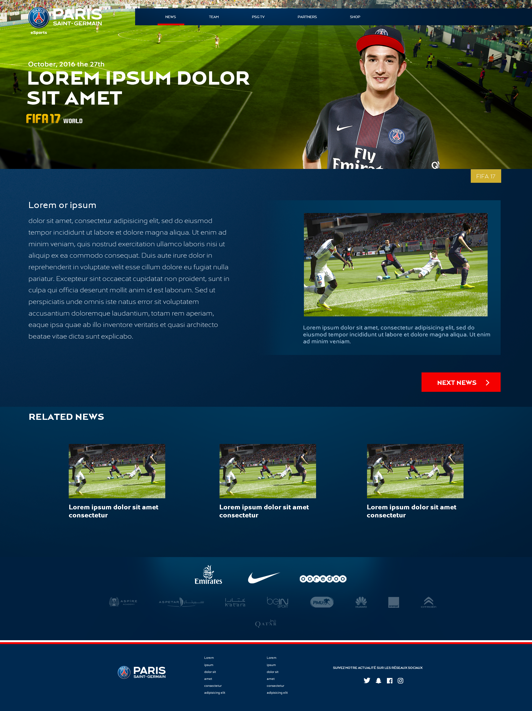 PARIS
SAINT-GERMAIN
eSports
NEWS TEAM PSG TV PARTNERS SHOP
October, 2016 the 27th
LOREM IPSUM DOLOR
SIT AMET
FIFA 17 WORLD
Fly
Emirates
FIFA 17
Lorem or ipsum
dolor sit amet, consectetur adipisicing elit, sed do eiusmod
tempor incididunt ut labore et dolore magna aliqua. Ut enim ad
minim veniam, quis nostrud exercitation ullamco laboris nisi ut
aliquip ex ea commodo consequat. Duis aute irure dolor in
reprehenderit in voluptate velit esse cillum dolore eu fugiat nulla
pariatur. Excepteur sint occaecat cupidatat non proident, sunt in
culpa qui officia deserunt mollit anim id est laborum. Sed ut
perspiciatis unde omnis iste natus error sit voluptatem
accusantium doloremque laudantium, totam rem aperiam,
eaque ipsa quae ab illo inventore veritatis et quasi architecto
beatae vitae dicta sunt explicabo.
Lorem ipsum dolor sit amet, consectetur adipisicing elit, sed do
eiusmod tempor incididunt ut labore et dolore magna aliqua. Ut enim
ad minim veniam.
NEXT NEWS
RELATED NEWS
Lorem ipsum dolor sit amet
consectetur
Lorem ipsum dolor sit amet
consectetur
Lorem ipsum dolor sit amet
consectetur
Emirates
ooredoo
beIN
QATAR
PARIS
SAINT-GERMAIN
Lorem
ipsum
dolor sit
amet
consectetur
adipisicing elit
Lorem
ipsum
dolor sit
amet
consectetur
adipisicing elit
SUIVEZ NOTRE ACTUALITÉ SUR LES RÉSEAUX SOCIAUX